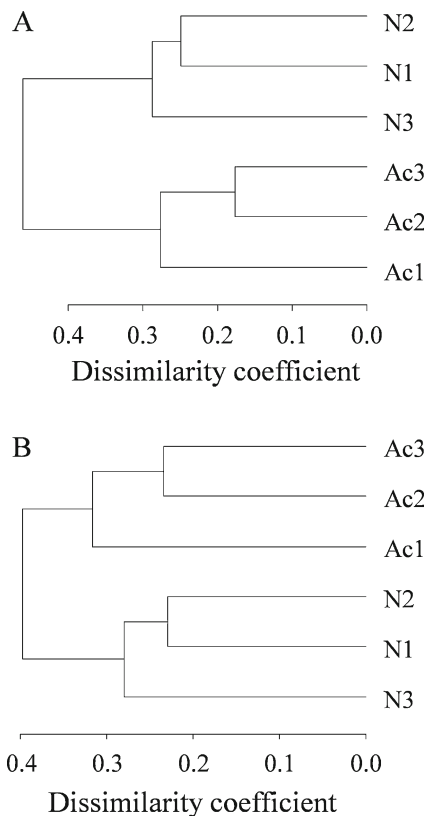 A
N2
N1
N3
Ac3
Ac2
Ac1
0.4 0.3 0.2 0.1 0.0
Dissimilarity coefficient
B
Ac3
Ac2
Ac1
N2
N1
N3
0.4 0.3 0.2 0.1 0.0
Dissimilarity coefficient